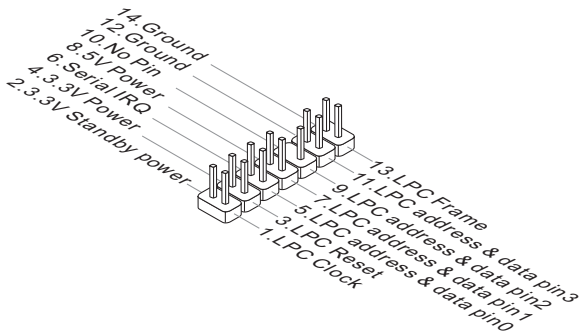 14.Ground
12.Ground
10.No Pin
8.5V Power
6.Serial IRQ
4.3.3V Power
2.3.3V Standby power
13.LPC Frame
11.LPC address & data pin3
9.LPC address & data pin2
7.LPC address & data pin1
5.LPC address & data pin0
3.LPC Reset
1.LPC Clock